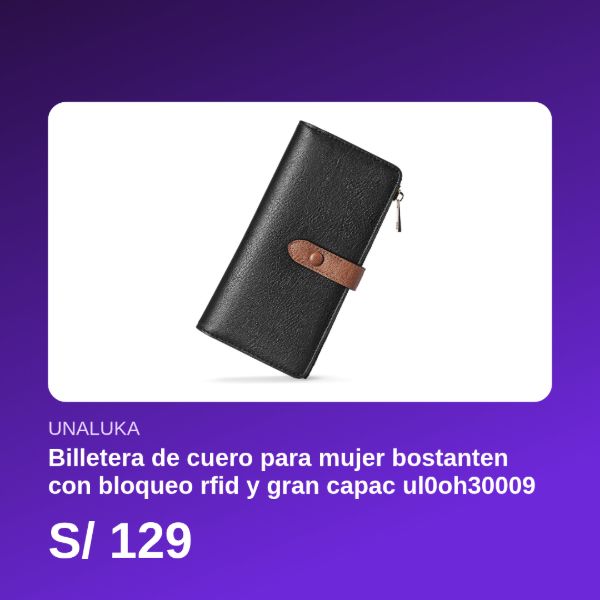 UNALUKA
Billetera de cuero para mujer bostanten
con bloqueo rfid y gran capac ul0oh30009
S/ 129